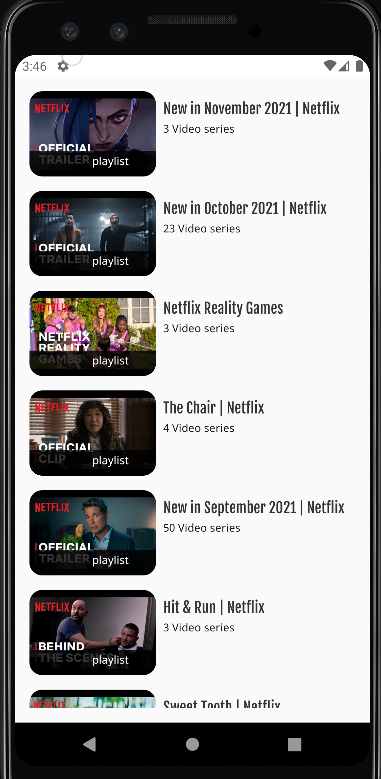 3:46
NETFLIX
OFFICIAL
TRAILER
playlist
New in November 2021 | Netflix
3 Video series
NETFLIX
OFFICIAL
TRAILER
playlist
New in October 2021 | Netflix
23 Video series
NETFLIX
NETFLIX
REALITY
GAMES
playlist
Netflix Reality Games
3 Video series
NETFLIX
OFFICIAL
CLIP
playlist
The Chair | Netflix
4 Video series
NETFLIX
OFFICIAL
TRAILER
playlist
New in September 2021 | Netflix
50 Video series
NETFLIX
BEHIND
THE SCENES
playlist
Hit & Run | Netflix
3 Video series
NETFLIX
Sweet Tooth | Netflix